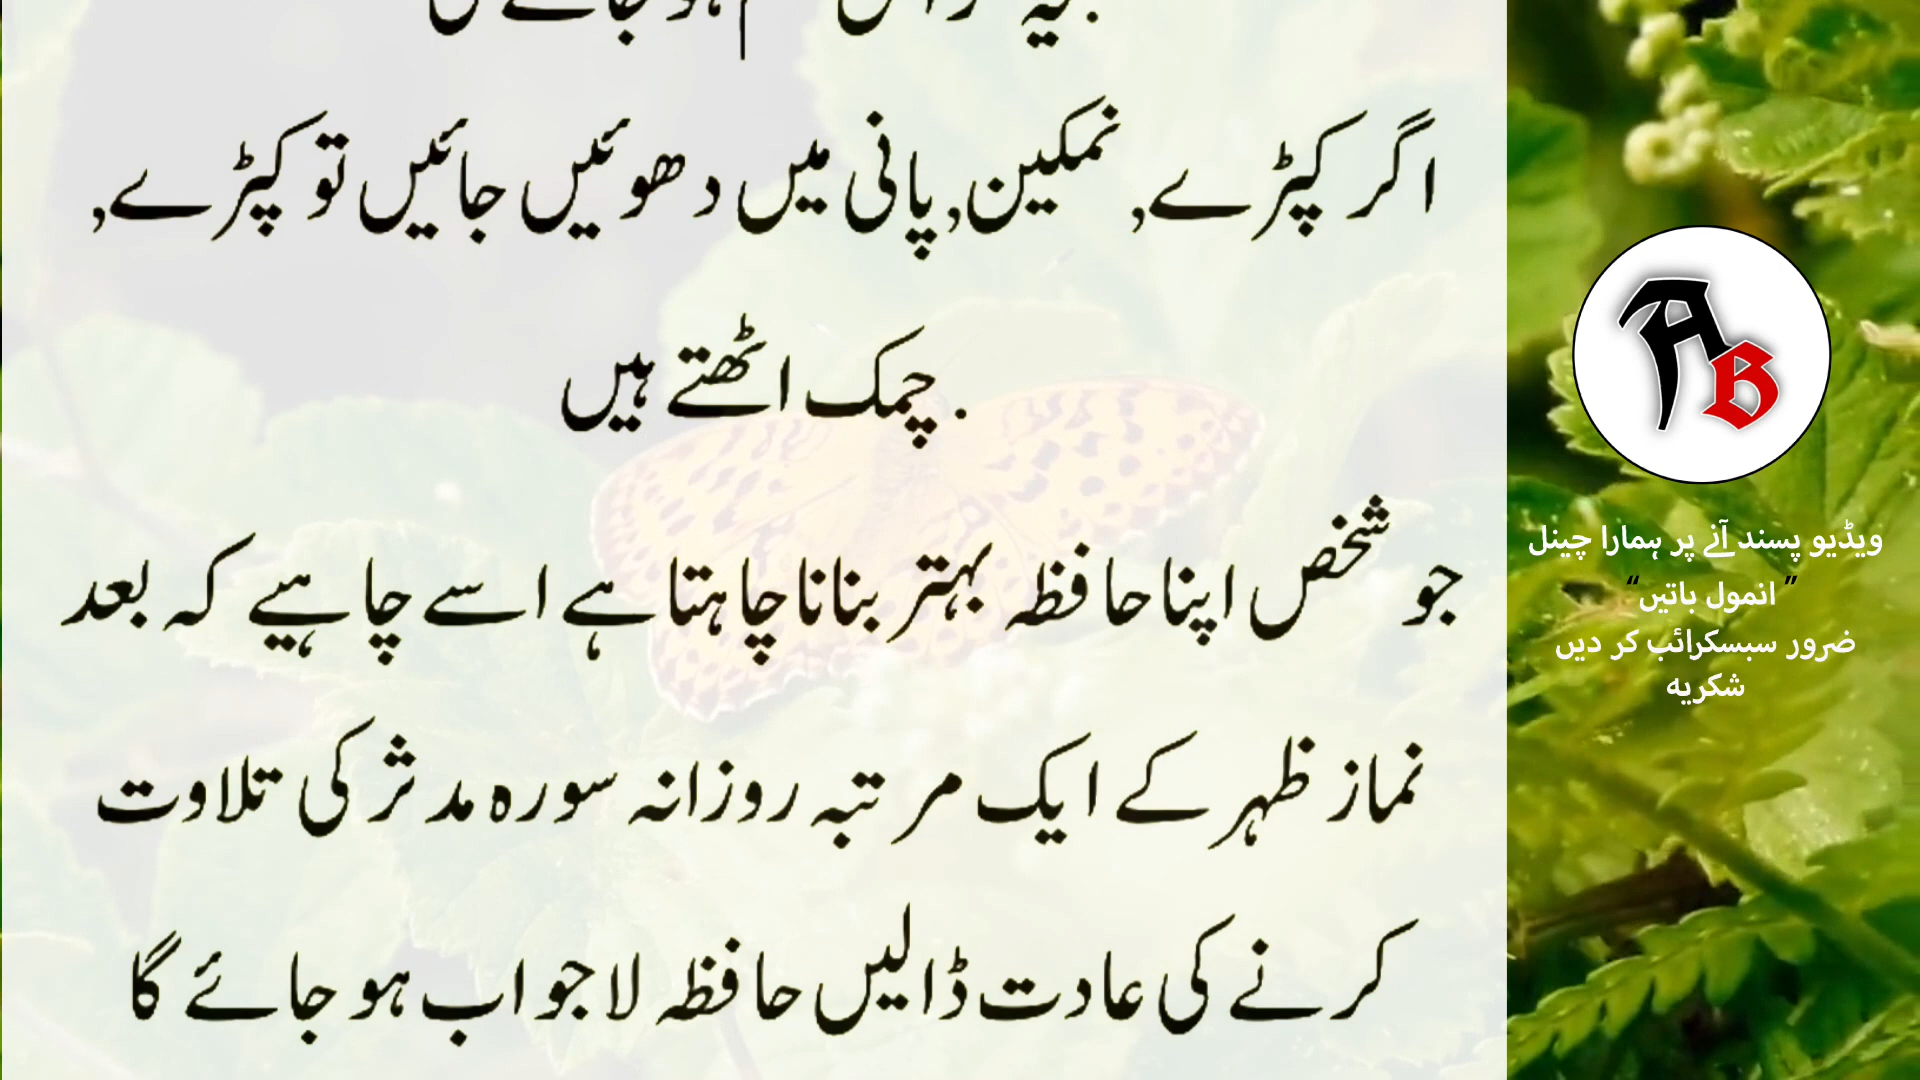 اگر کپڑے, نمکین, پانی میں دھوئیں جائیں تو کپڑے,
چمک اٹھتے ہیں .
جو شخص اپنا حافظہ بہتر بنانا چاہتا ہے اسے چاہیے کہ بعد
نماز ظہر کے ایک مرتبہ روزانہ سورہ مدثر کی تلاوت
کرنے کی عادت ڈالیں حافظہ لاجواب ہو جائے گا
AB
ویڈیو پسند آنے پر ہمارا چینل
”انمول باتیں“
ضرور سبسکرائب کر دیں
شکریہ